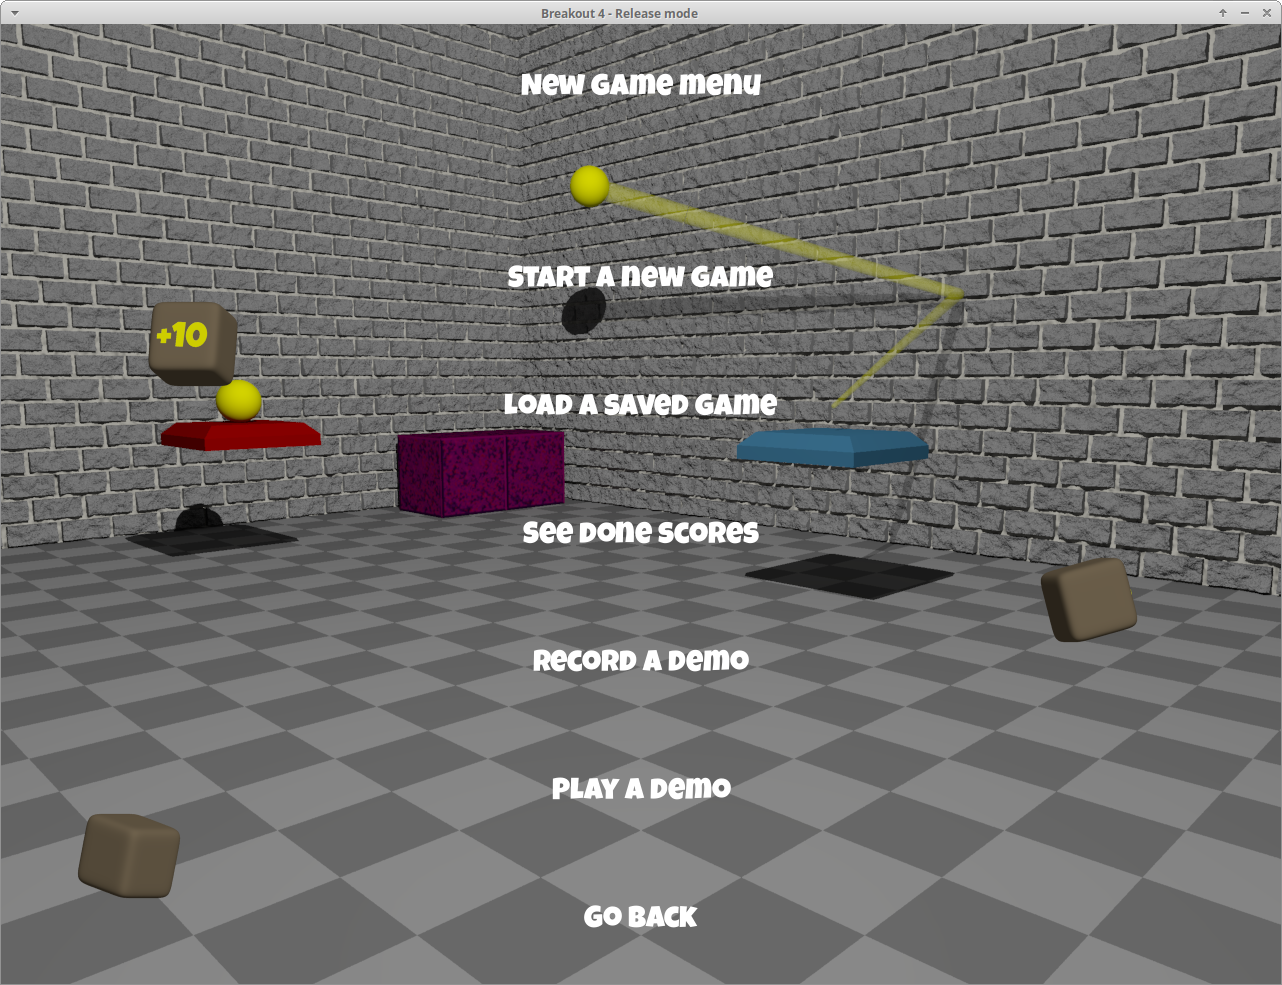 Breakout 4 - Release mode
New Game menu
Start a new game
+10
Load a saved game
See done scores
Record a demo
Play a demo
Go back